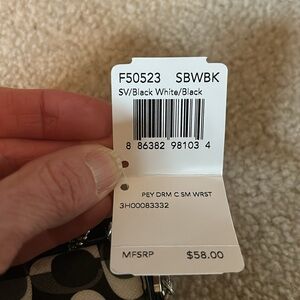 F50523 SBWBK
SV/Black White/Black
8 86382 98103 4
PEY DRM C SM WRST
3H00083332
MFSRP $58.00